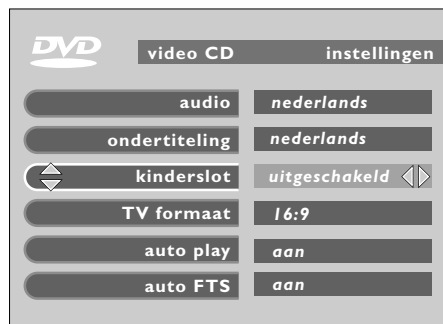 DVD
video CD instellingen
audio nederlands
ondertiteling nederlands
kinderslot uitgeschakeld
TV formaat 16:9
auto play aan
auto FTS aan